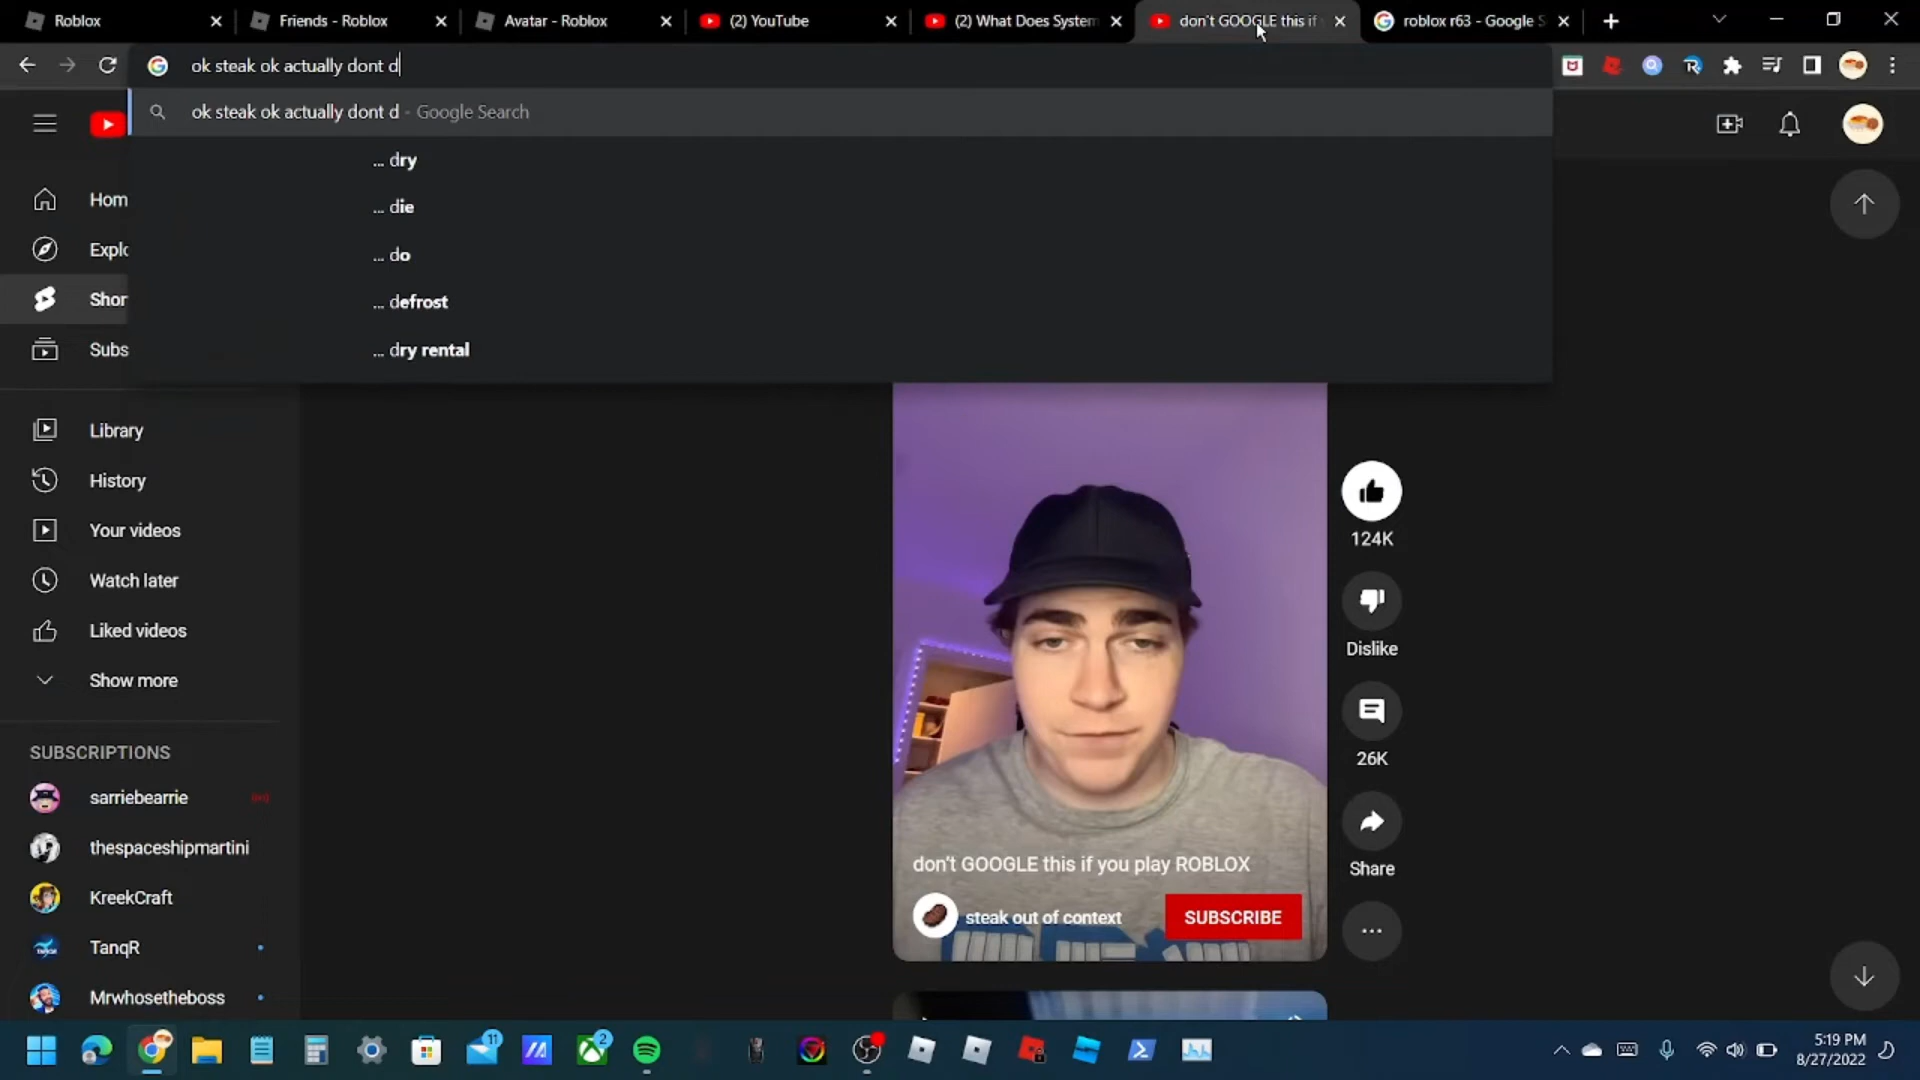 Roblox
Friends - Roblox
Avatar - Roblox
(2) YouTube
(2) What Does System
don't GOOGLE this if
roblox r63 - Google S
ok steak ok actually dont d
ok steak ok actually dont d - Google Search
... dry
... die
... do
... defrost
... dry rental
Hom
Explo
Shor
Subs
Library
History
Your videos
Watch later
Liked videos
Show more
SUBSCRIPTIONS
sarriebearrie
thespaceshipmartini
KreekCraft
TanqR
Mrwhosetheboss
124K
Dislike
26K
Share
don't GOOGLE this if you play ROBLOX
steak out of context
SUBSCRIBE
11
2
5:19 PM
8/27/2022